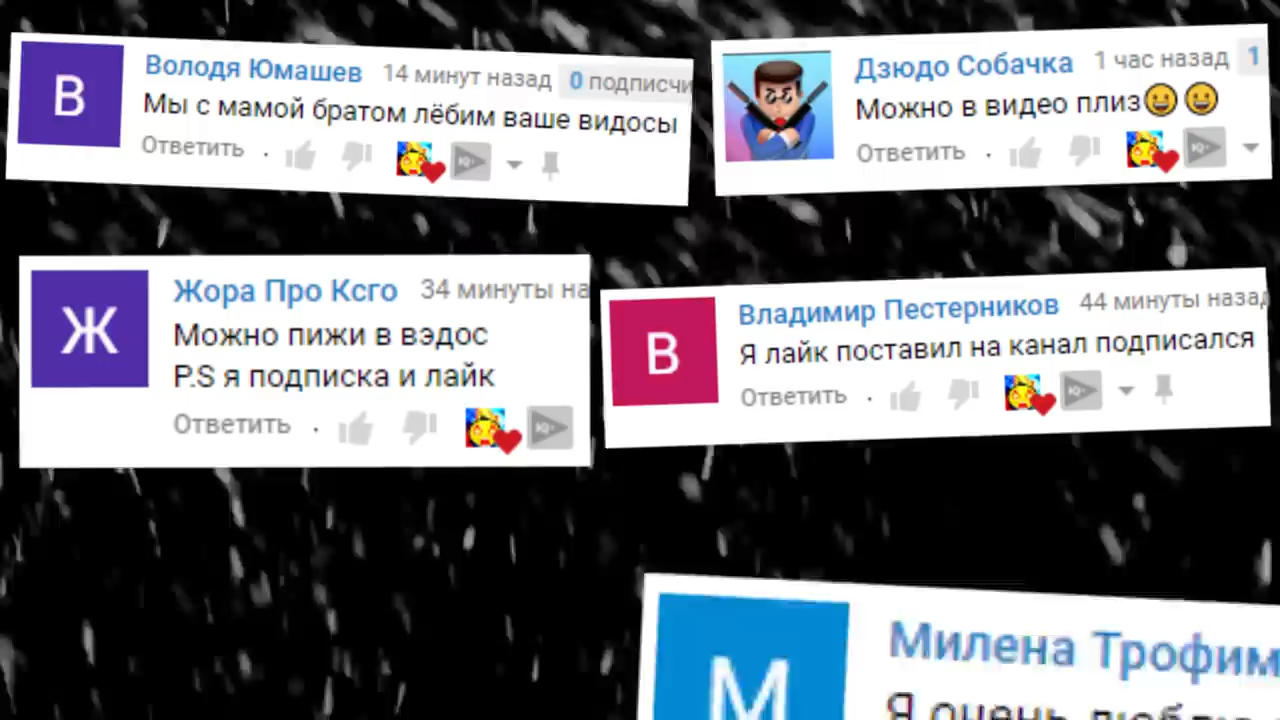 В
Володя Юмашев 14 минут назад 0 подписчи
Мы с мамой братом лёбим ваше видосы
Ответить
Дзюдо Собачка 1 час назад 1
Можно в видео плиз😀😀
Ответить
Ж
Жора Про Ксго 34 минуты на
Можно пижи в вэдос
P.S я подписка и лайк
Ответить
В
Владимир Пестерников 44 минуты назад
Я лайк поставил на канал подписался
Ответить
М
Милена Трофим
Я очень люблю